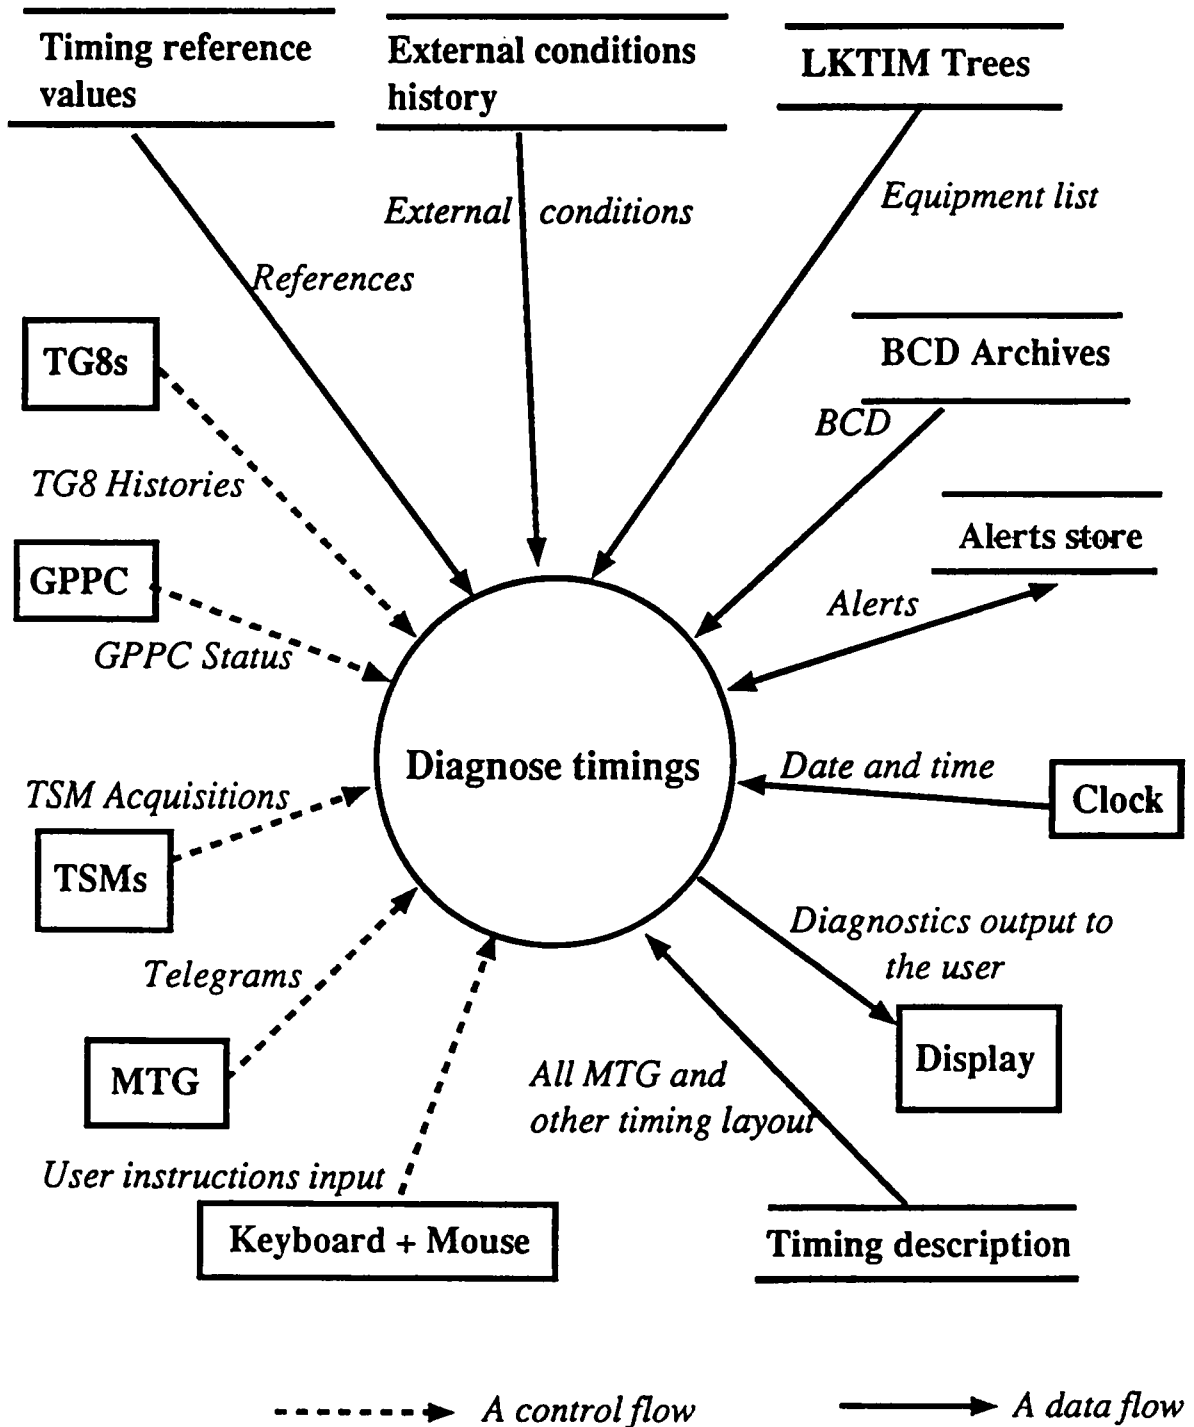 Timing reference
values
External conditions
history
LKTIM Trees
External conditions
Equipment list
References
TG8s
BCD Archives
BCD
TG8 Histories
Alerts store
GPPC
Alerts
GPPC Status
Diagnose timings
Date and time
Clock
TSM Acquisitions
TSMs
Diagnostics output to
the user
Telegrams
Display
MTG
All MTG and
other timing layout
User instructions input
Keyboard + Mouse
Timing description
A control flow
A data flow